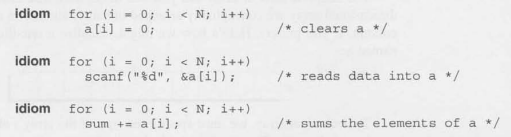 idiom for (i = 0; i < N; i++)
a[i] = 0; /* clears a */
idiom for (i = 0; i < N; i++)
scanf("%d", &a[i]); /* reads data into a */
idiom for (i = 0; i < N; i++)
sum += a[i]; /* sums the elements of a */